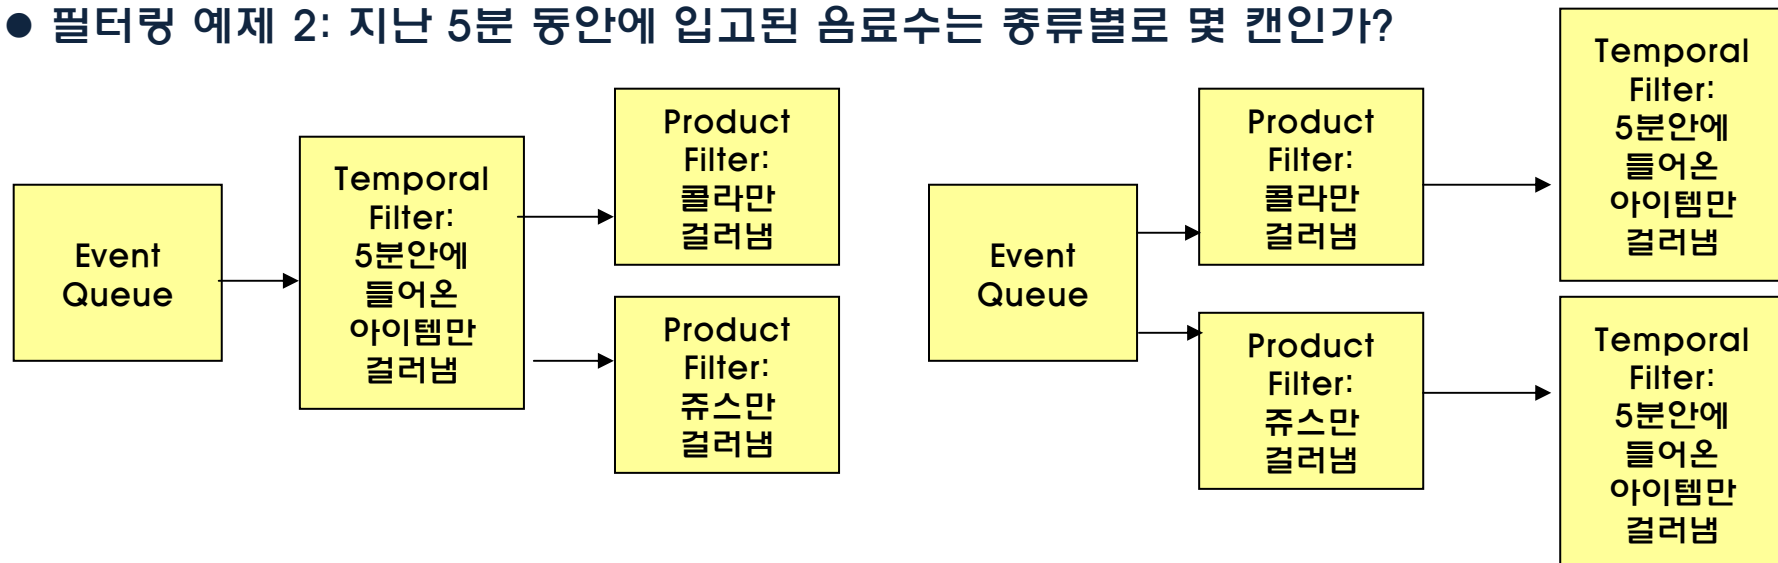 ● 필터링 예제 2: 지난 5분 동안에 입고된 음료수는 종류별로 몇 캔인가?
Event
Queue
Temporal
Filter:
5분안에
들어온
아이템만
걸러냄
Product
Filter:
콜라만
걸러냄
Product
Filter:
쥬스만
걸러냄
Event
Queue
Product
Filter:
콜라만
걸러냄
Product
Filter:
쥬스만
걸러냄
Temporal
Filter:
5분안에
들어온
아이템만
걸러냄
Temporal
Filter:
5분안에
들어온
아이템만
걸러냄